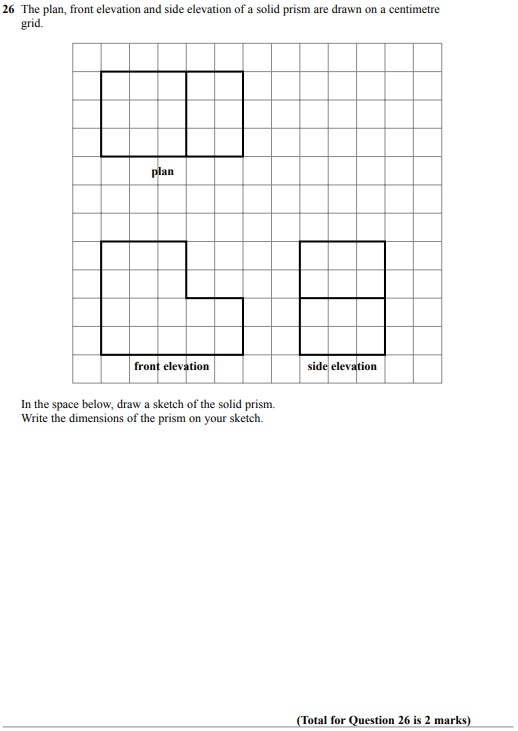 26 The plan, front elevation and side elevation of a solid prism are drawn on a centimetre
grid.
plan
front elevation
side elevation
In the space below, draw a sketch of the solid prism.
Write the dimensions of the prism on your sketch.
(Total for Question 26 is 2 marks)